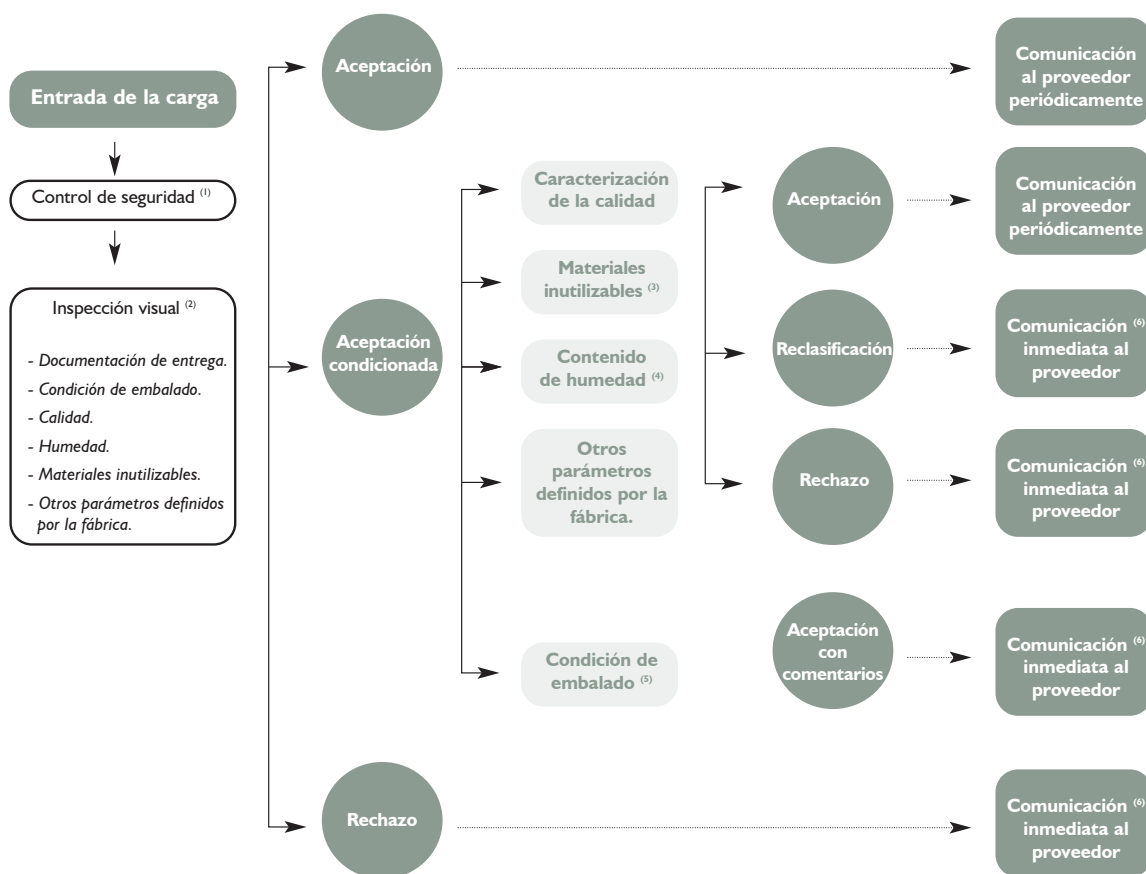 Entrada de la carga
Control de seguridad (1)
Inspección visual (2)
- Documentación de entrega.
- Condición de embalado.
- Calidad.
- Humedad.
- Materiales inutilizables.
- Otros parámetros definidos
por la fábrica.
Aceptación
Comunicación
al proveedor
periódicamente
Aceptación
condicionada
Caracterización
de la calidad
Materiales
inutilizables (3)
Contenido
de humedad (4)
Otros
parámetros
definidos por la
fábrica.
Condición de
embalado (5)
Aceptación
Comunicación
al proveedor
periódicamente
Reclasificación
Comunicación (6)
inmediata al
proveedor
Rechazo
Comunicación (6)
inmediata al
proveedor
Aceptación
con
comentarios
Comunicación (6)
inmediata al
proveedor
Rechazo
Comunicación (6)
inmediata al
proveedor